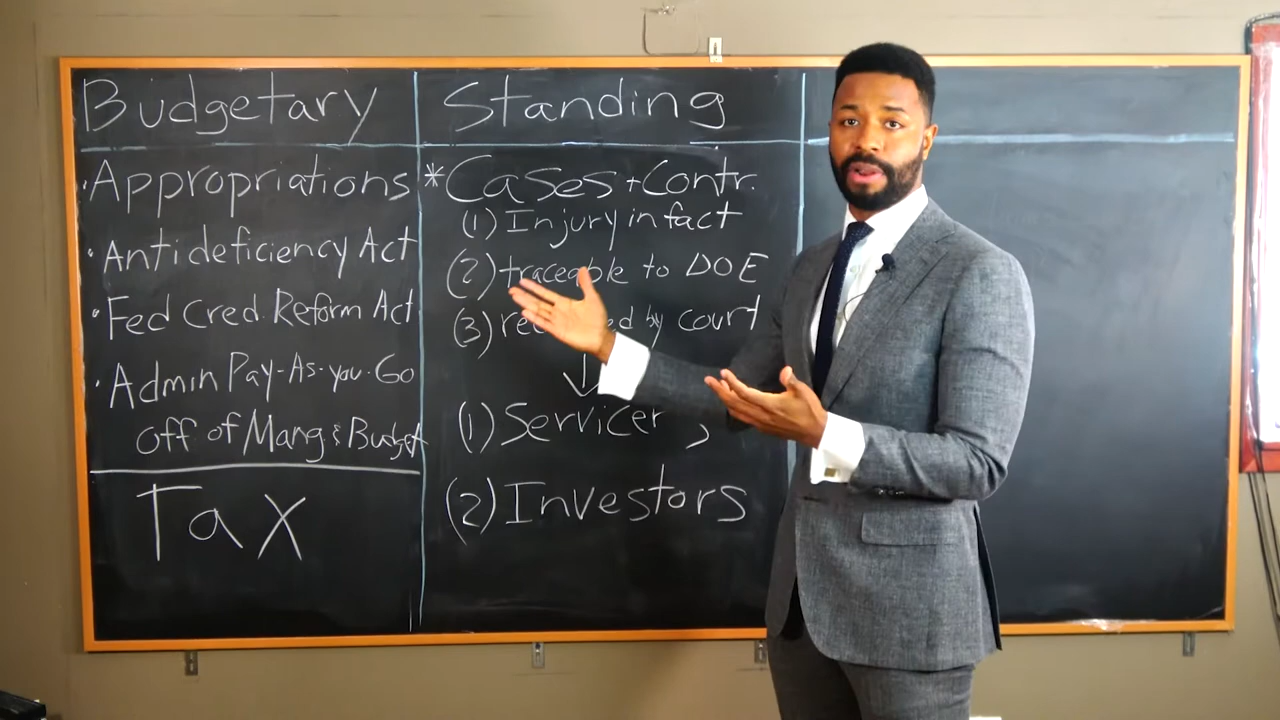 Budgetary
· Appropriations
· Antideficiency Act
· Fed Cred. Reform Act
· Admin Pay-As-you-Go
Off of Mang & Budget
Tax
Standing
* Cases + Contr.
(1) Injury in fact
(2) traceable to DOE
(3) by court
↓
(1) Servicer ,
(2) Investors